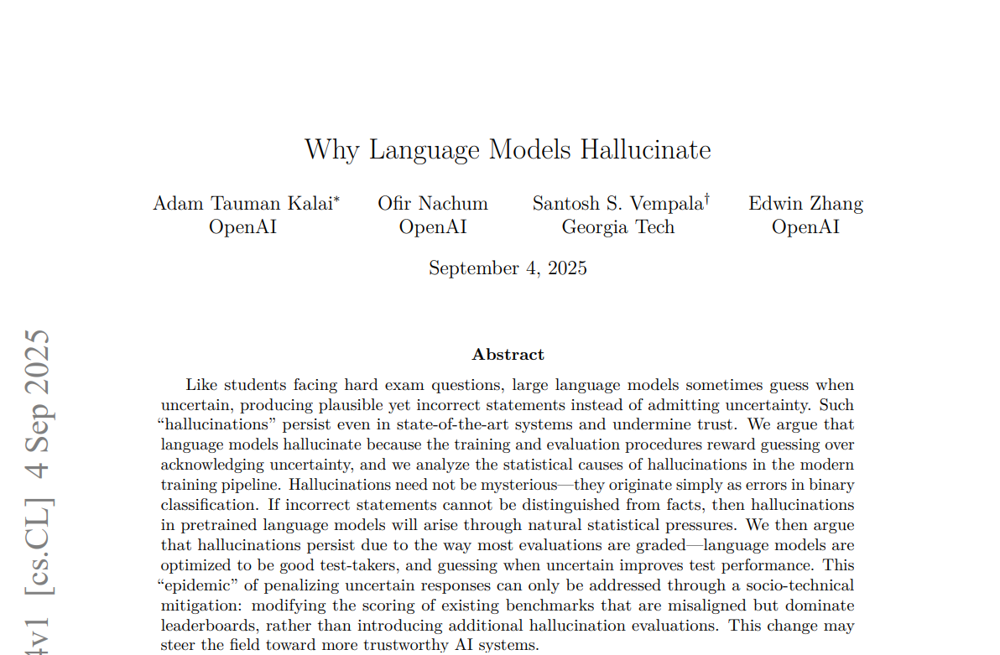 Why Language Models Hallucinate
Adam Tauman Kalai* Ofir Nachum Santosh S. Vempala† Edwin Zhang
OpenAI OpenAI Georgia Tech OpenAI
September 4, 2025
4v1 [cs.CL] 4 Sep 2025
Abstract
Like students facing hard exam questions, large language models sometimes guess when
uncertain, producing plausible yet incorrect statements instead of admitting uncertainty. Such
“hallucinations” persist even in state-of-the-art systems and undermine trust. We argue that
language models hallucinate because the training and evaluation procedures reward guessing over
acknowledging uncertainty, and we analyze the statistical causes of hallucinations in the modern
training pipeline. Hallucinations need not be mysterious—they originate simply as errors in binary
classification. If incorrect statements cannot be distinguished from facts, then hallucinations
in pretrained language models will arise through natural statistical pressures. We then argue
that hallucinations persist due to the way most evaluations are graded—language models are
optimized to be good test-takers, and guessing when uncertain improves test performance. This
“epidemic” of penalizing uncertain responses can only be addressed through a socio-technical
mitigation: modifying the scoring of existing benchmarks that are misaligned but dominate
leaderboards, rather than introducing additional hallucination evaluations. This change may
steer the field toward more trustworthy AI systems.